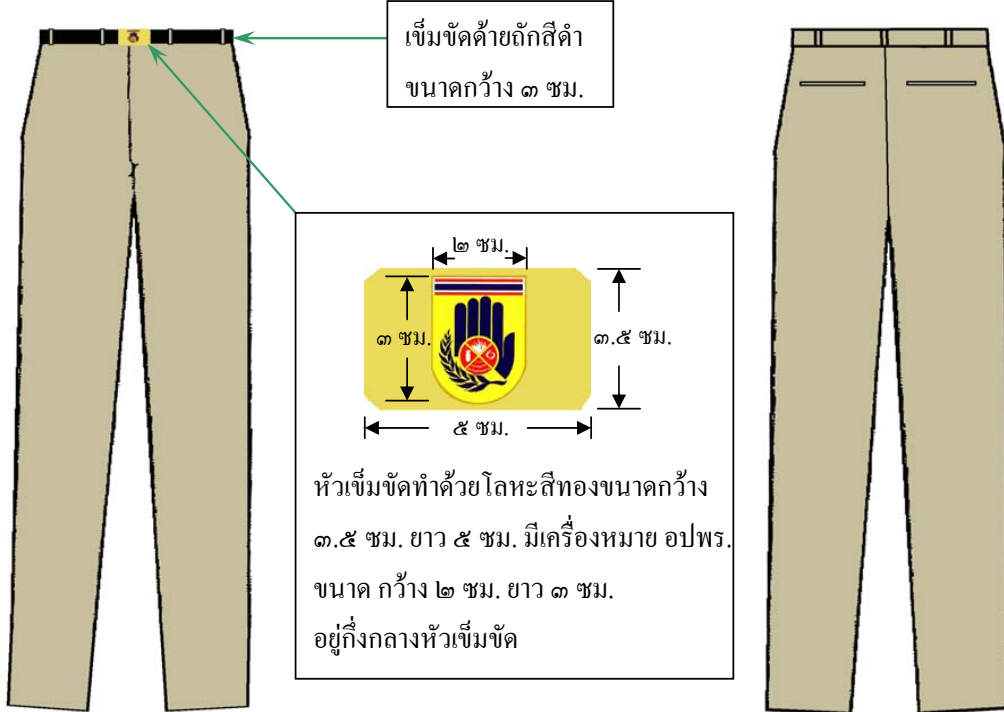 เข็มขัดด้ายถักสีดำ
ขนาดกว้าง ๓ ซม.
๒ ซม.
๓ ซม.
๓.๕ ซม.
๕ ซม.
หัวเข็มขัดทำด้วยโลหะสีทองขนาดกว้าง
๓.๕ ซม. ยาว ๕ ซม. มีเครื่องหมาย อปพร.
ขนาด กว้าง ๒ ซม. ยาว ๓ ซม.
อยู่กึ่งกลางหัวเข็มขัด